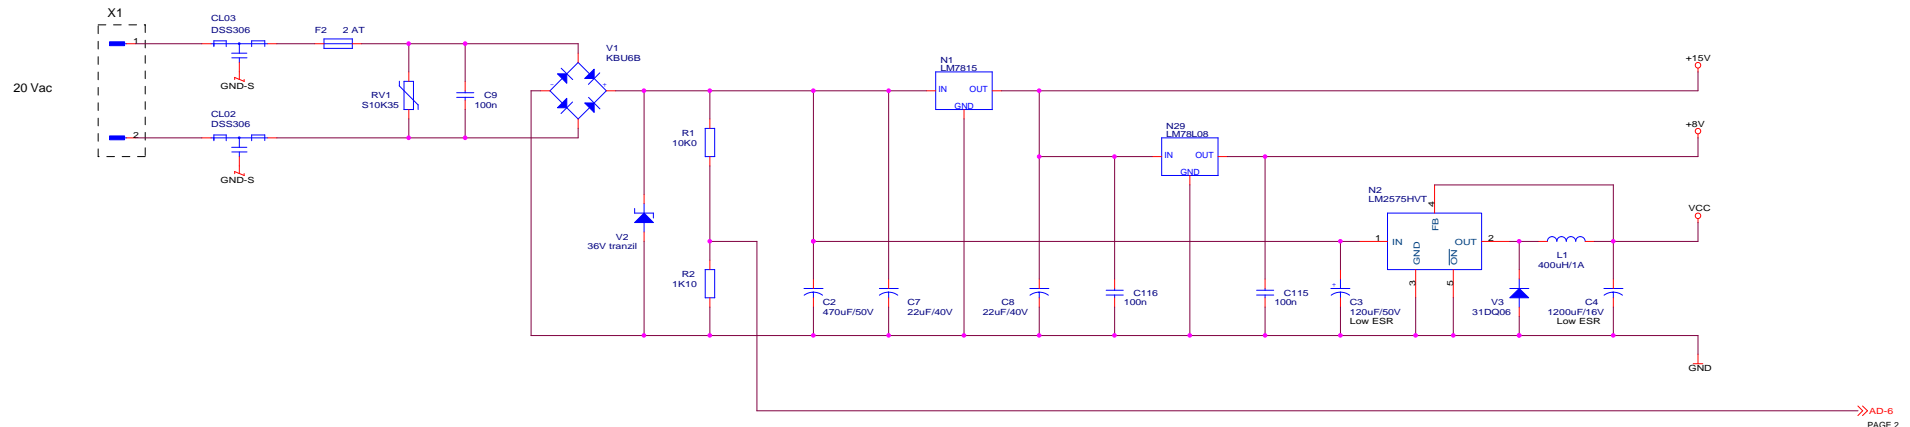 X1
1
2
20 Vac
CL03
DSS306
GND-S
CL02
DSS306
GND-S
F2 2 AT
RV1
S10K35
C9
100n
V1
KBU6B
-
+
V2
36V tranzil
R1
10K0
R2
1K10
C2
470uF/50V
C7
22uF/40V
N1
LM7815
IN OUT
GND
C8
22uF/40V
C116
100n
N29
LM78L08
IN OUT
GND
C115
100n
+
C3
120uF/50V
Low ESR
N2
LM2575HVT
4
FB
1 IN OUT 2
GND ON
3 5
V3
31DQ06
L1
400uH/1A
C4
1200uF/16V
Low ESR
+15V
+8V
VCC
GND
AD-6
PAGE 2